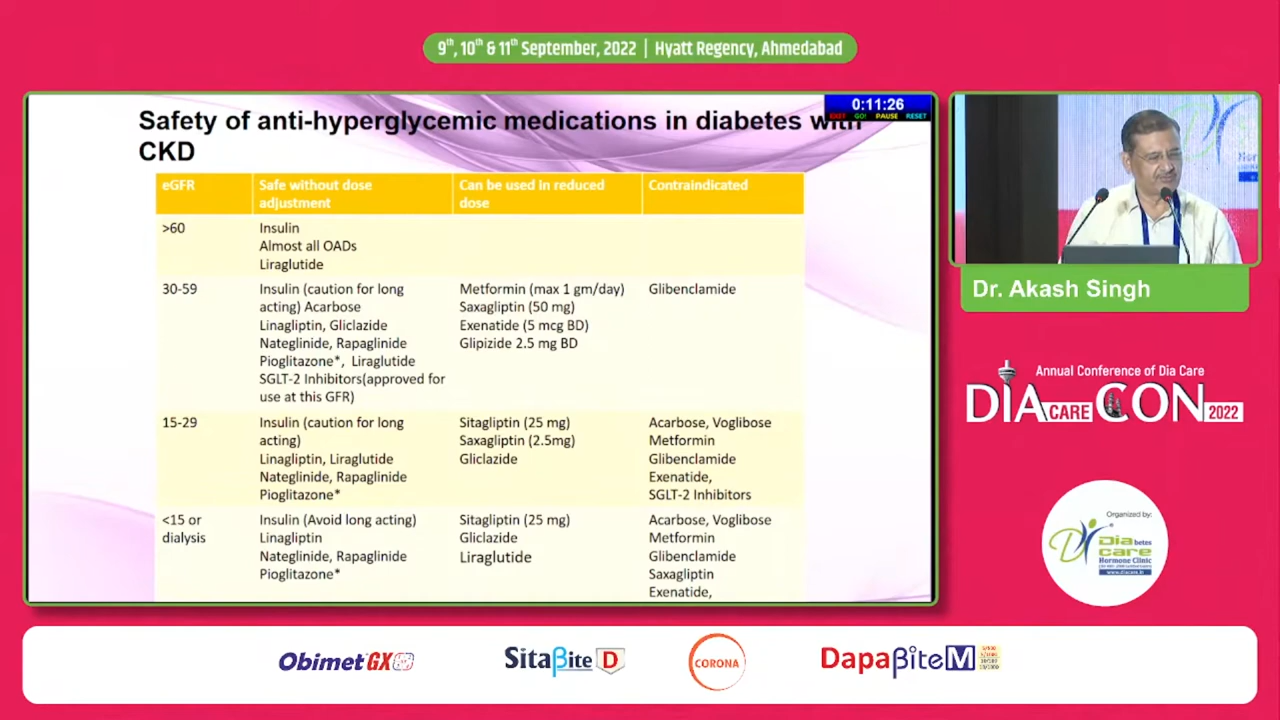 9th, 10th & 11th September, 2022 | Hyatt Regency, Ahmedabad
Safety of anti-hyperglycemic medications in diabetes with
CKD
0:11:26
EXIT GO! PAUSE RESET
eGFR
Safe without dose
adjustment
Can be used in reduced
dose
Contraindicated
>60
Insulin
Almost all OADs
Liraglutide
30-59
Insulin (caution for long
acting) Acarbose
Linagliptin, Gliclazide
Nateglinide, Rapaglinide
Pioglitazone*, Liraglutide
SGLT-2 Inhibitors(approved for
use at this GFR)
Metformin (max 1 gm/day)
Saxagliptin (50 mg)
Exenatide (5 mcg BD)
Glipizide 2.5 mg BD
Glibenclamide
15-29
Insulin (caution for long
acting)
Linagliptin, Liraglutide
Nateglinide, Rapaglinide
Pioglitazone*
Sitagliptin (25 mg)
Saxagliptin (2.5mg)
Gliclazide
Acarbose, Voglibose
Metformin
Glibenclamide
Exenatide,
SGLT-2 Inhibitors
<15 or
dialysis
Insulin (Avoid long acting)
Linagliptin
Nateglinide, Rapaglinide
Pioglitazone*
Sitagliptin (25 mg)
Gliclazide
Liraglutide
Acarbose, Voglibose
Metformin
Glibenclamide
Saxagliptin
Exenatide,
Dr. Akash Singh
Annual Conference of Dia Care
DIA CARE CON 2022
Organized by:
Diabetes
care
Hormone Clinic
www.diacare.in
Obimet GX
SitaβiteD
CORONA
DapaβiteM